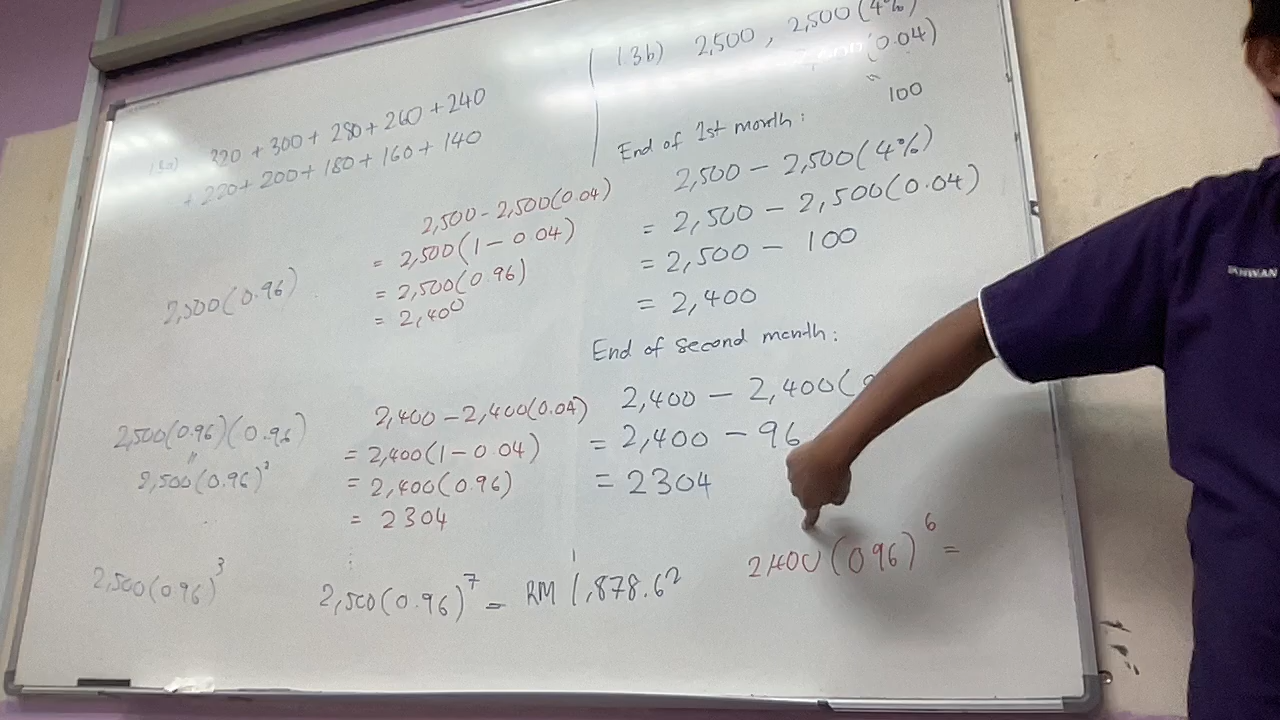 320 + 300 + 280 + 260 + 240
+ 220 + 200 + 180 + 160 + 140
2,500(0.96)
2,500 - 2,500(0.04)
= 2,500(1 - 0.04)
= 2,500(0.96)
= 2,400
2,500(0.96)(0.96)
"
2,500(0.96)²
2,400 - 2,400(0.04)
= 2,400(1 - 0.04)
= 2,400(0.96)
= 2304
2,500(0.96)³
2,500(0.96)⁷ = RM 1,878.62
13b) 2,500 , 2,500(4%)
(0.04)
"
100
End of 1st month:
2,500 - 2,500(4%)
= 2,500 - 2,500(0.04)
= 2,500 - 100
= 2,400
End of second month:
2,400 - 2,400(
= 2,400 - 96
= 2304
2400(0.96)⁶ =